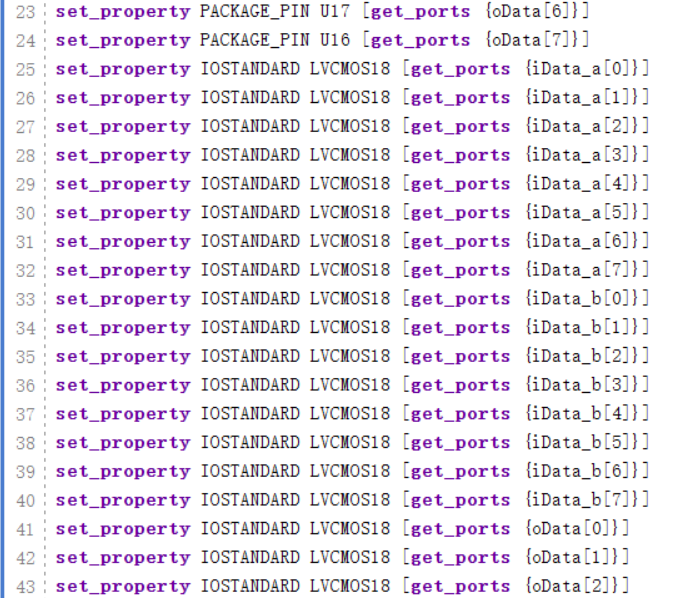 23 set_property PACKAGE_PIN U17 [get_ports {oData[6]}]
24 set_property PACKAGE_PIN U16 [get_ports {oData[7]}]
25 set_property IOSTANDARD LVCMOS18 [get_ports {iData_a[0]}]
26 set_property IOSTANDARD LVCMOS18 [get_ports {iData_a[1]}]
27 set_property IOSTANDARD LVCMOS18 [get_ports {iData_a[2]}]
28 set_property IOSTANDARD LVCMOS18 [get_ports {iData_a[3]}]
29 set_property IOSTANDARD LVCMOS18 [get_ports {iData_a[4]}]
30 set_property IOSTANDARD LVCMOS18 [get_ports {iData_a[5]}]
31 set_property IOSTANDARD LVCMOS18 [get_ports {iData_a[6]}]
32 set_property IOSTANDARD LVCMOS18 [get_ports {iData_a[7]}]
33 set_property IOSTANDARD LVCMOS18 [get_ports {iData_b[0]}]
34 set_property IOSTANDARD LVCMOS18 [get_ports {iData_b[1]}]
35 set_property IOSTANDARD LVCMOS18 [get_ports {iData_b[2]}]
36 set_property IOSTANDARD LVCMOS18 [get_ports {iData_b[3]}]
37 set_property IOSTANDARD LVCMOS18 [get_ports {iData_b[4]}]
38 set_property IOSTANDARD LVCMOS18 [get_ports {iData_b[5]}]
39 set_property IOSTANDARD LVCMOS18 [get_ports {iData_b[6]}]
40 set_property IOSTANDARD LVCMOS18 [get_ports {iData_b[7]}]
41 set_property IOSTANDARD LVCMOS18 [get_ports {oData[0]}]
42 set_property IOSTANDARD LVCMOS18 [get_ports {oData[1]}]
43 set_property IOSTANDARD LVCMOS18 [get_ports {oData[2]}]